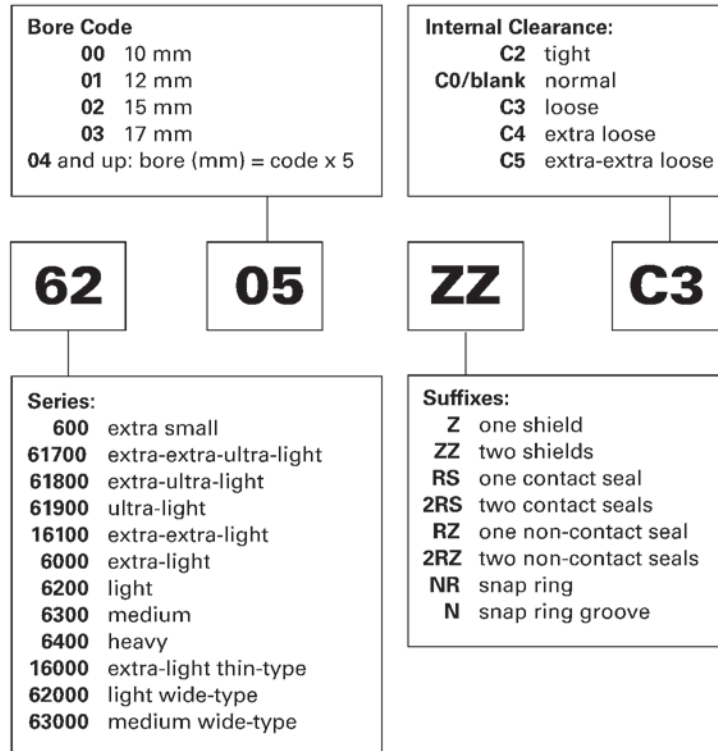 Bore Code
00 10 mm
01 12 mm
02 15 mm
03 17 mm
04 and up: bore (mm) = code x 5
Internal Clearance:
C2 tight
C0/blank normal
C3 loose
C4 extra loose
C5 extra-extra loose
62 05 ZZ C3
Series:
600 extra small
61700 extra-extra-ultra-light
61800 extra-ultra-light
61900 ultra-light
16100 extra-extra-light
6000 extra-light
6200 light
6300 medium
6400 heavy
16000 extra-light thin-type
62000 light wide-type
63000 medium wide-type
Suffixes:
Z one shield
ZZ two shields
RS one contact seal
2RS two contact seals
RZ one non-contact seal
2RZ two non-contact seals
NR snap ring
N snap ring groove